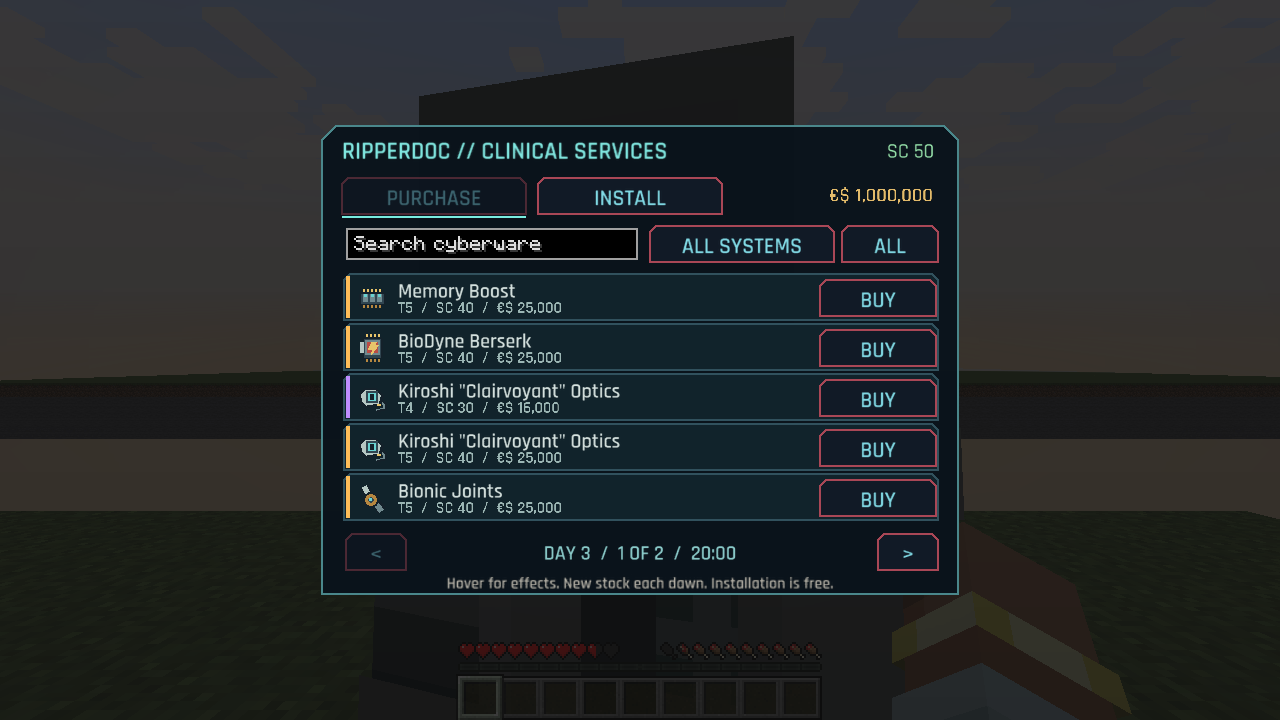 RIPPERDOC // CLINICAL SERVICES
SC 50
PURCHASE
INSTALL
€$ 1,000,000
Search cyberware
ALL SYSTEMS
ALL
Memory Boost
T5 / SC 40 / €$ 25,000
BUY
BioDyne Berserk
T5 / SC 40 / €$ 25,000
BUY
Kiroshi "Clairvoyant" Optics
T4 / SC 30 / €$ 16,000
BUY
Kiroshi "Clairvoyant" Optics
T5 / SC 40 / €$ 25,000
BUY
Bionic Joints
T5 / SC 40 / €$ 25,000
BUY
<
DAY 3 / 1 OF 2 / 20:00
>
Hover for effects. New stock each dawn. Installation is free.